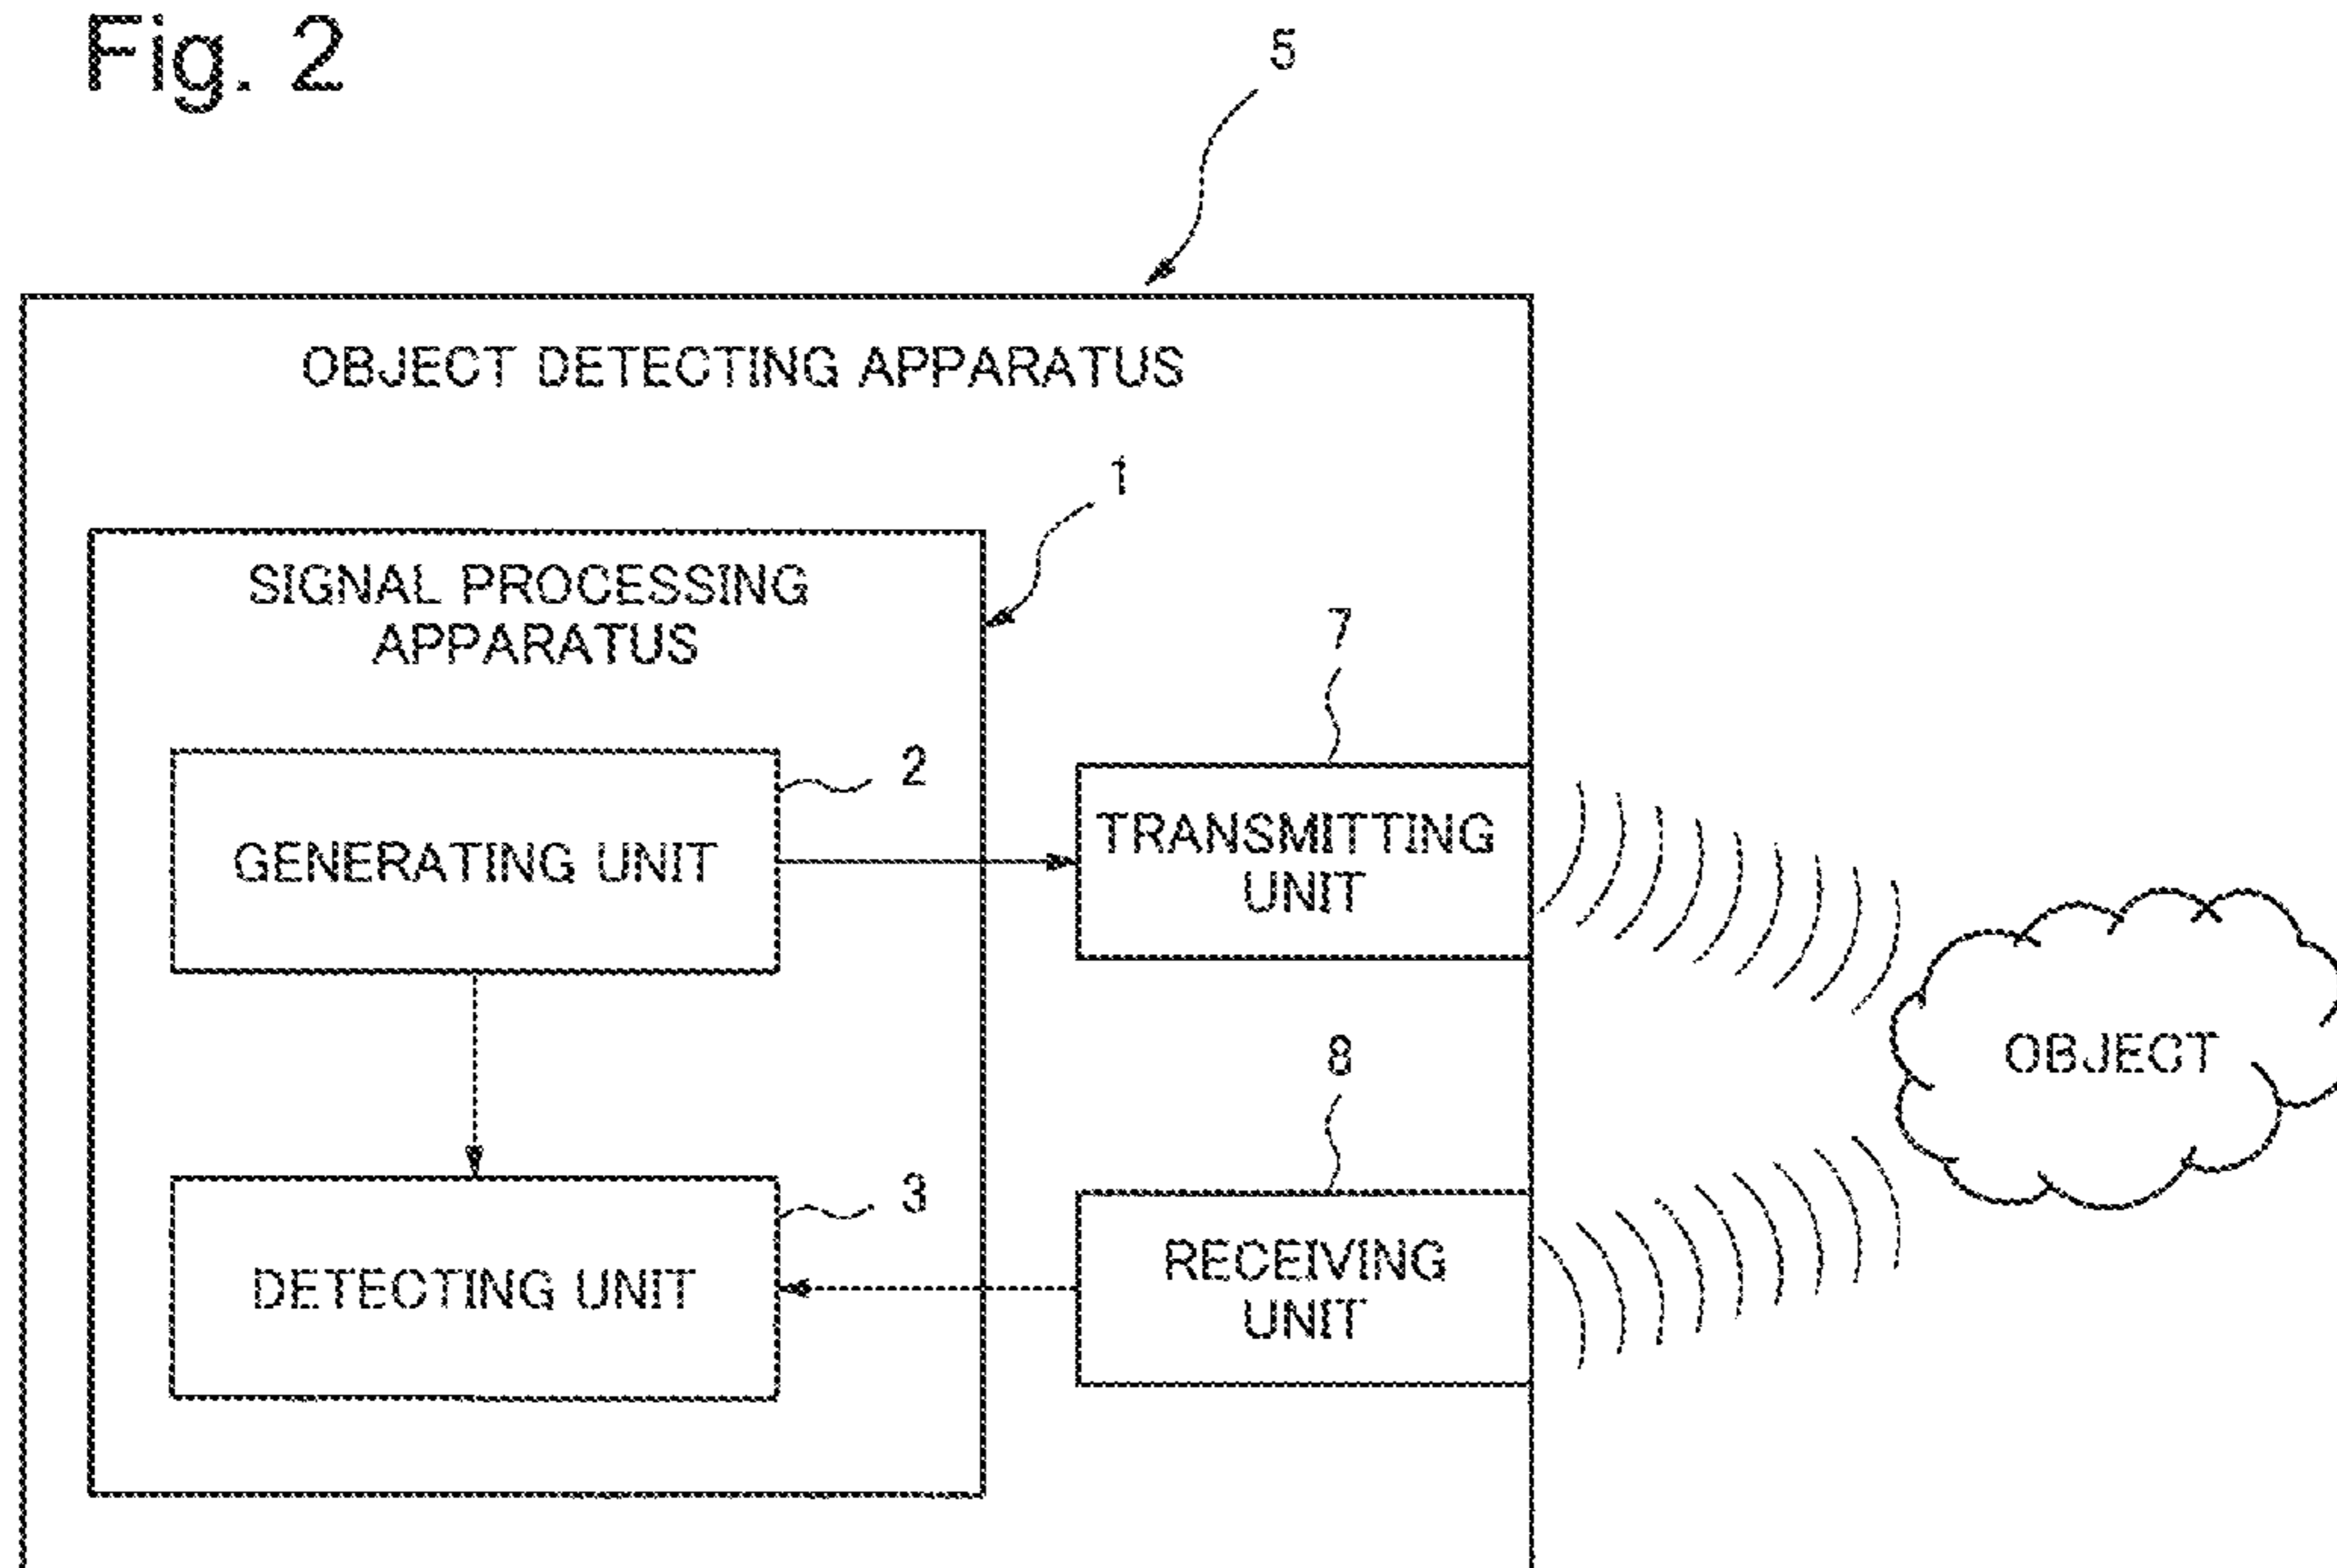 Fig. 2
5
OBJECT DETECTING APPARATUS
1
SIGNAL PROCESSING
APPARATUS
7
2
GENERATING UNIT
TRANSMITTING
UNIT
OBJECT
8
3
DETECTING UNIT
RECEIVING
UNIT